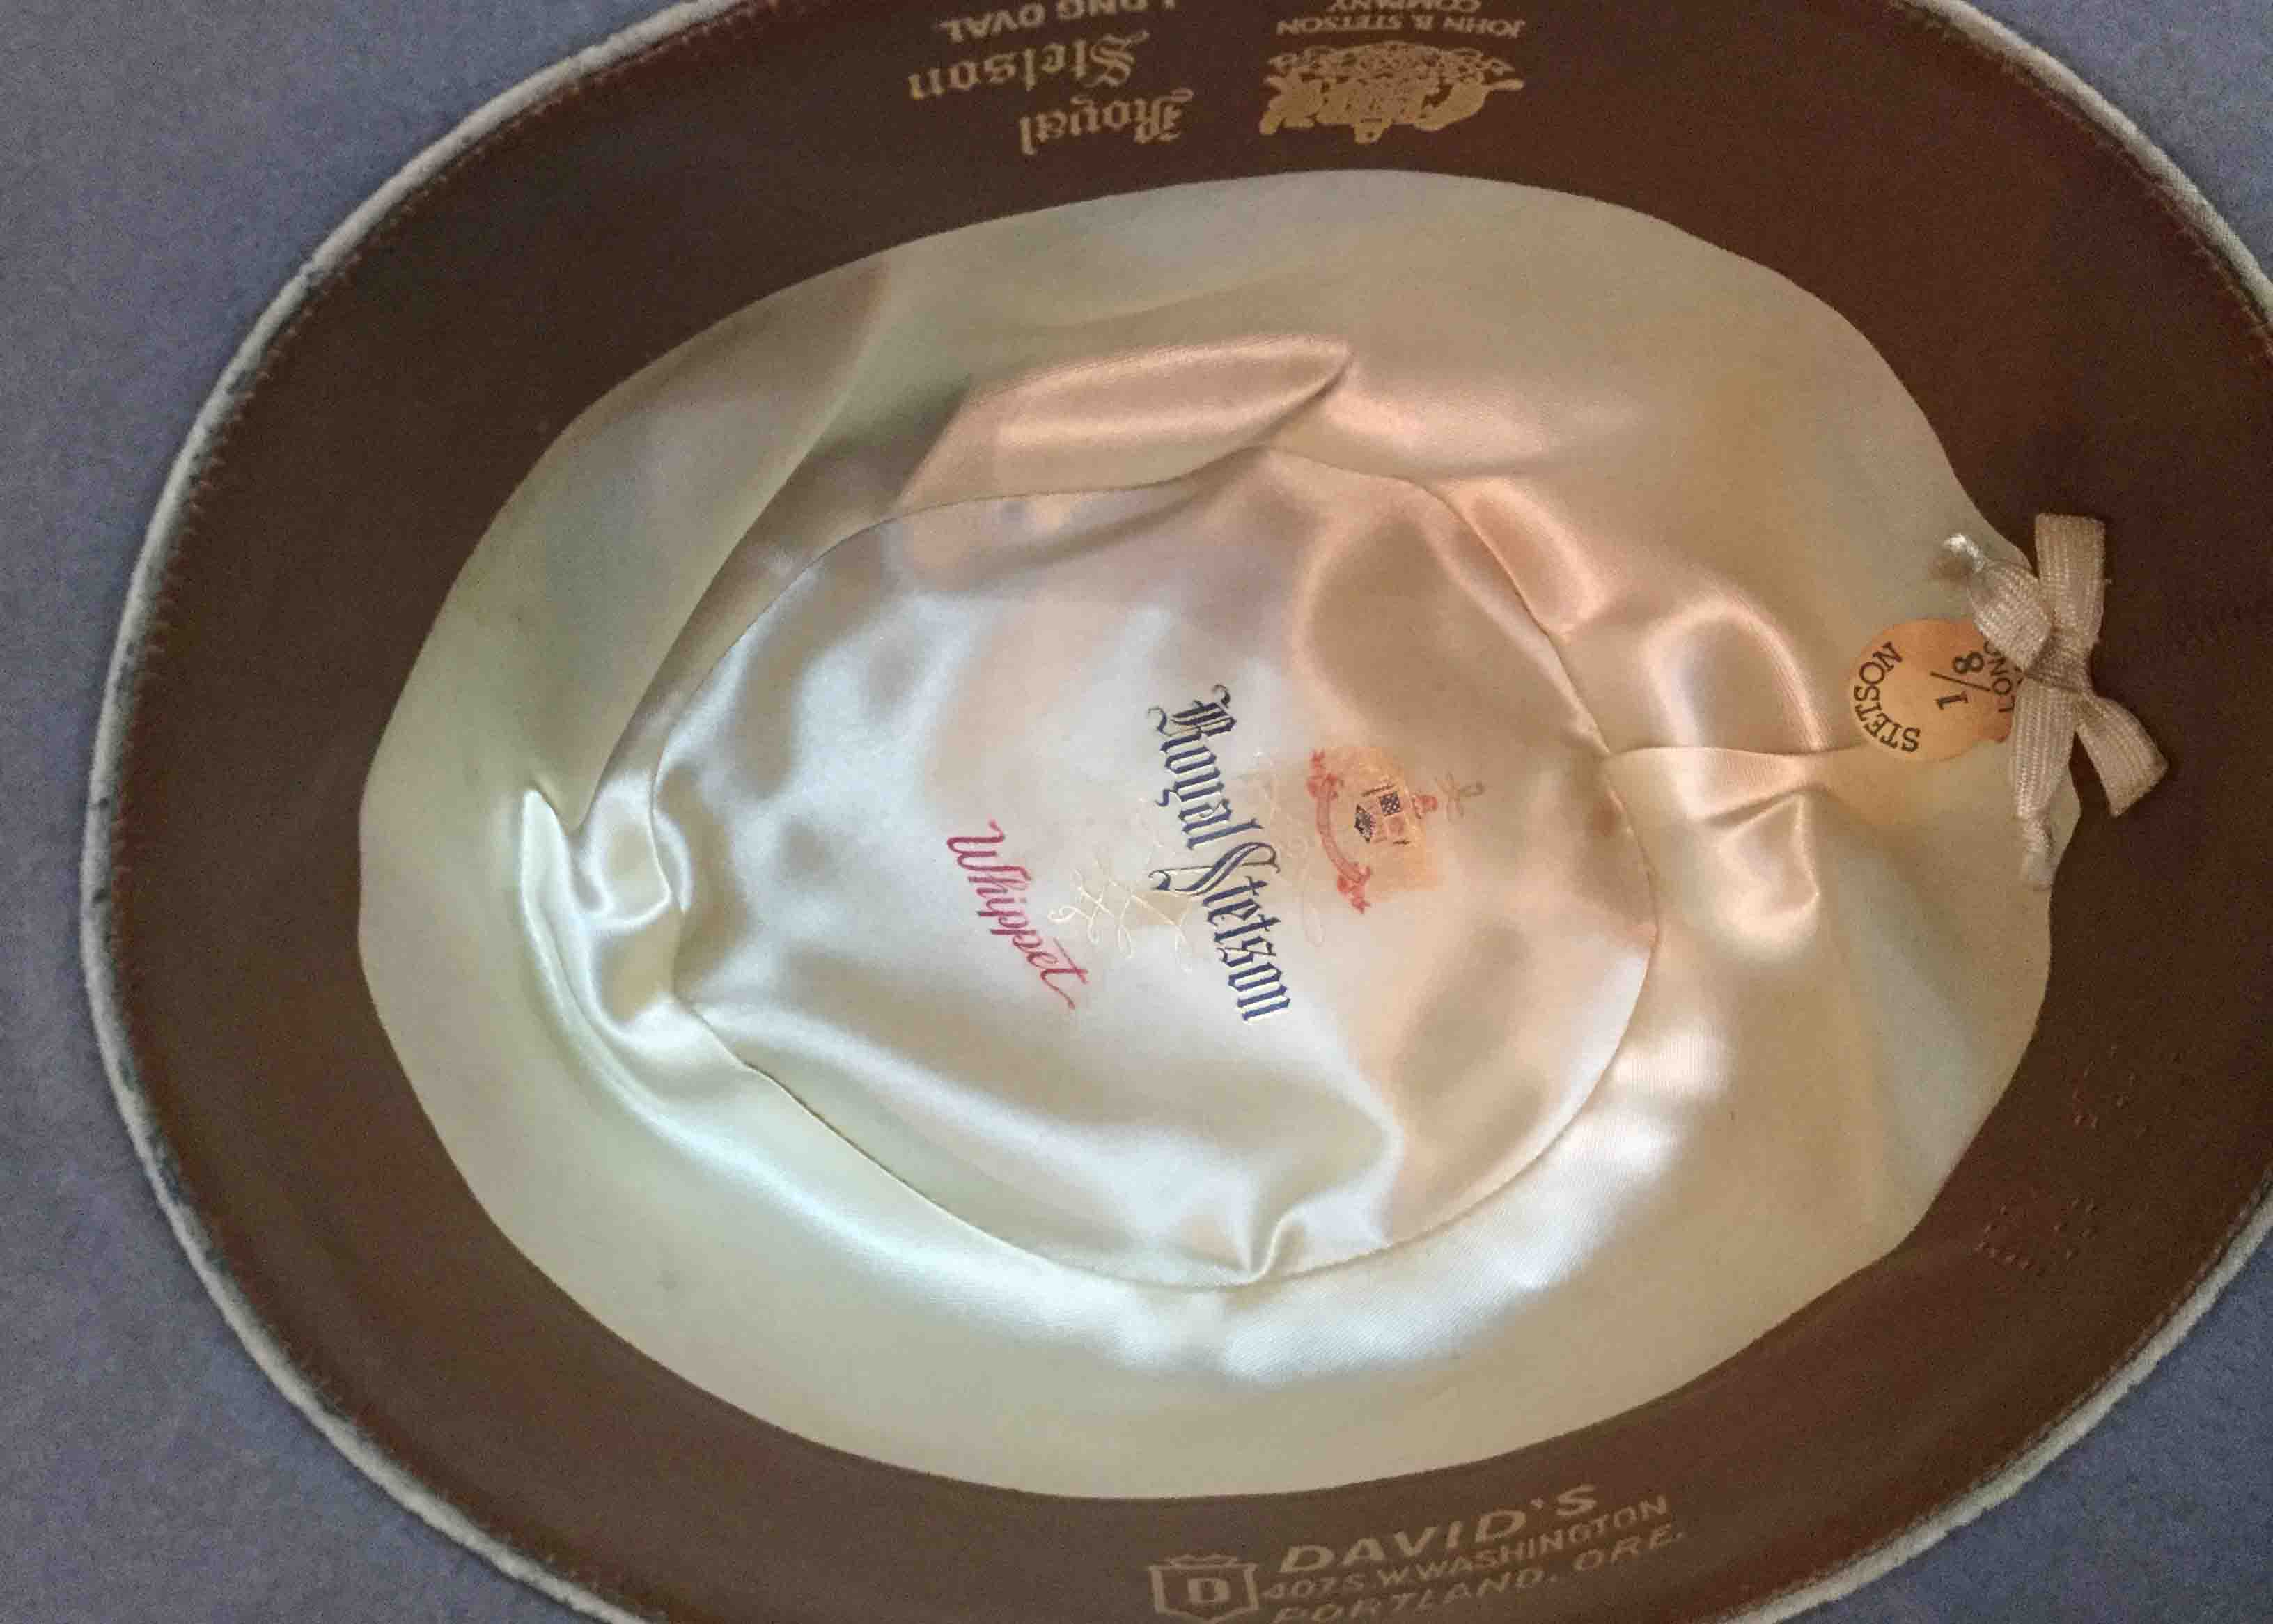 Royal
Stetson
LONG OVAL
JOHN B. STETSON
COMPANY
Royal Stetson
Whippet
STETSON
1/8
LONG
D
DAVID'S
407 S.W. WASHINGTON
PORTLAND. ORE.